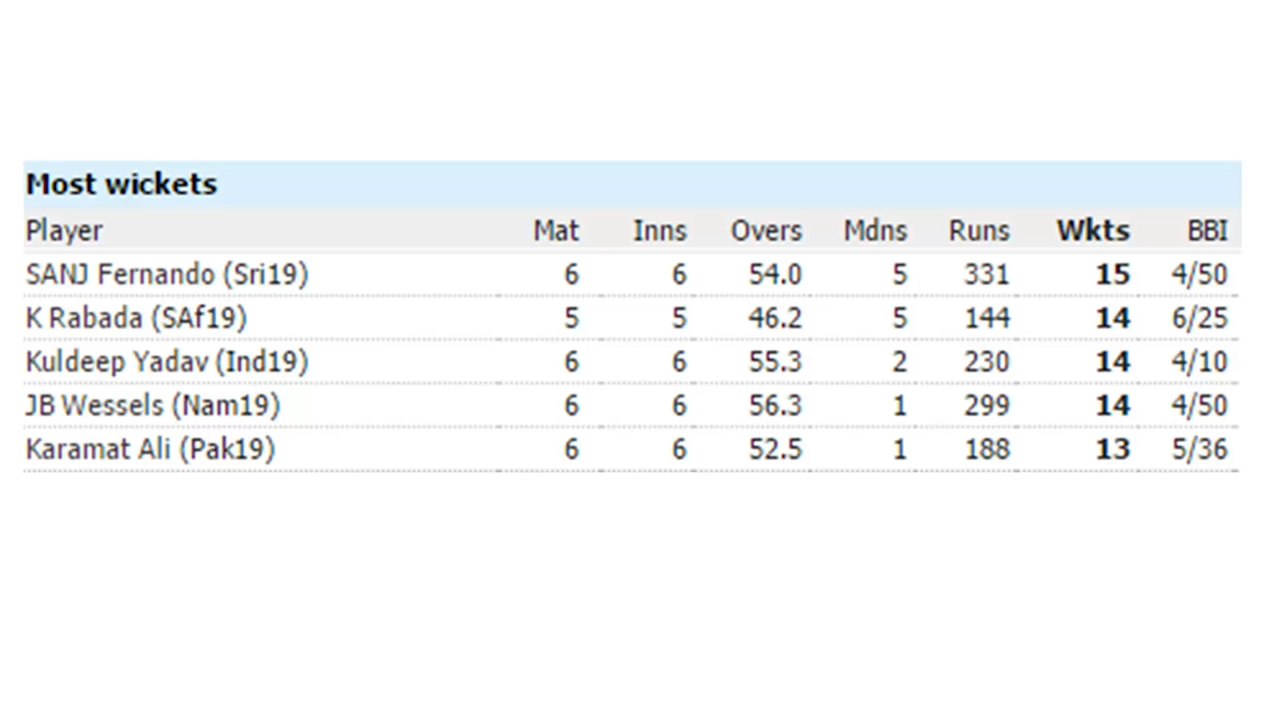 Most wickets
Player Mat Inns Overs Mdns Runs Wkts BBI
SANJ Fernando (Sri19) 6 6 54.0 5 331 15 4/50
K Rabada (SAf19) 5 5 46.2 5 144 14 6/25
Kuldeep Yadav (Ind19) 6 6 55.3 2 230 14 4/10
JB Wessels (Nam19) 6 6 56.3 1 299 14 4/50
Karamat Ali (Pak19) 6 6 52.5 1 188 13 5/36